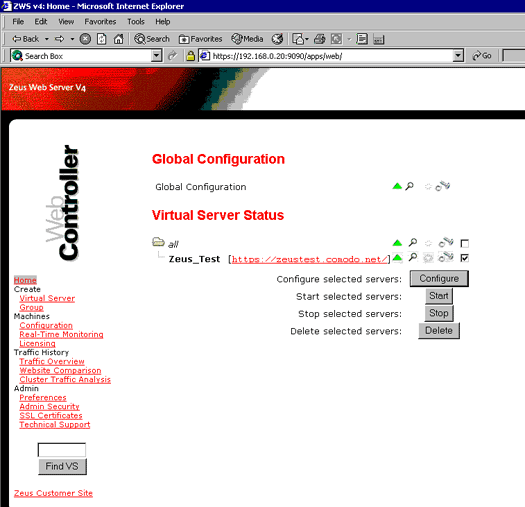 ZWS v4: Home - Microsoft Internet Explorer
File Edit View Favorites Tools Help
Back Search Favorites Media
Search Box https://192.168.0.20:9090/apps/web/ Go
Zeus Web Server V4
Web Controller
Global Configuration
Global Configuration
Virtual Server Status
all
Zeus_Test [https://zeustest.comodo.net/]
Configure selected servers: Configure
Start selected servers: Start
Stop selected servers: Stop
Delete selected servers: Delete
Home
Create
Virtual Server
Group
Machines
Configuration
Real-Time Monitoring
Licensing
Traffic History
Traffic Overview
Website Comparison
Cluster Traffic Analysis
Admin
Preferences
Admin Security
SSL Certificates
Technical Support
Find VS
Zeus Customer Site